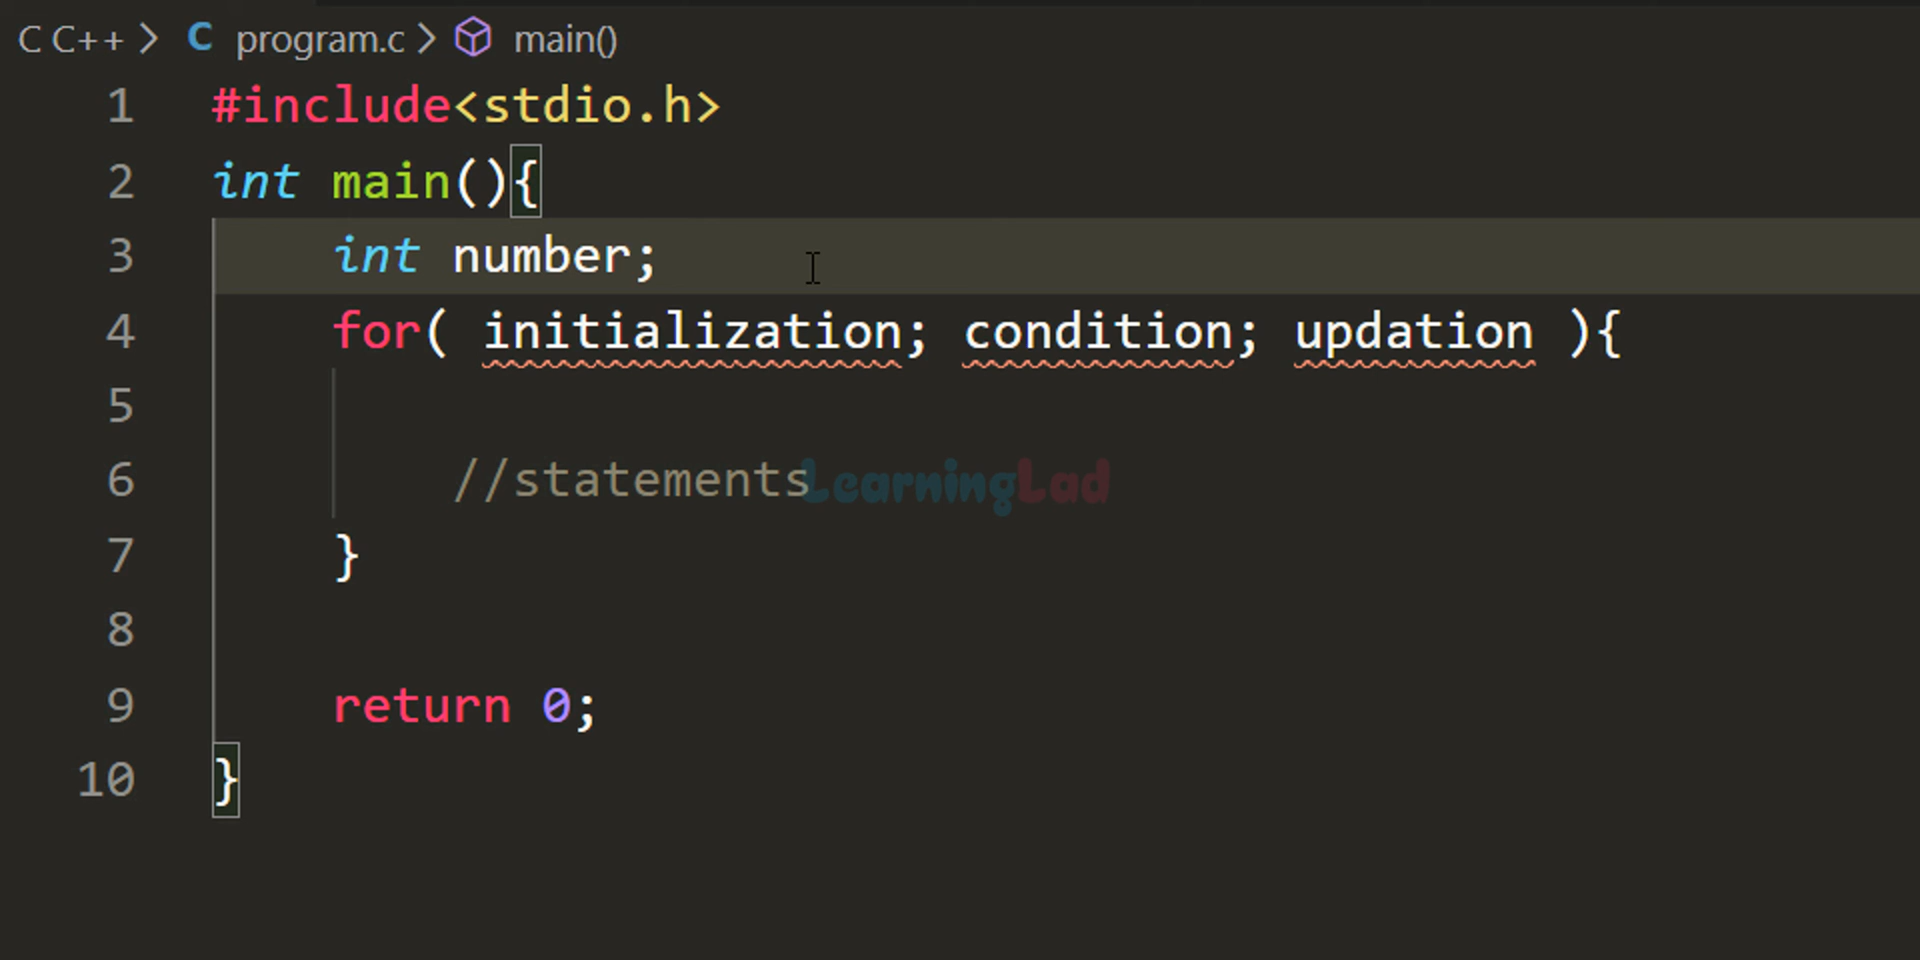 C C++ > C program.c > main()
1 #include<stdio.h>
2 int main(){
3 int number;
4 for( initialization; condition; updation ){
5
6 //statements LearningLad
7 }
8
9 return 0;
10 }